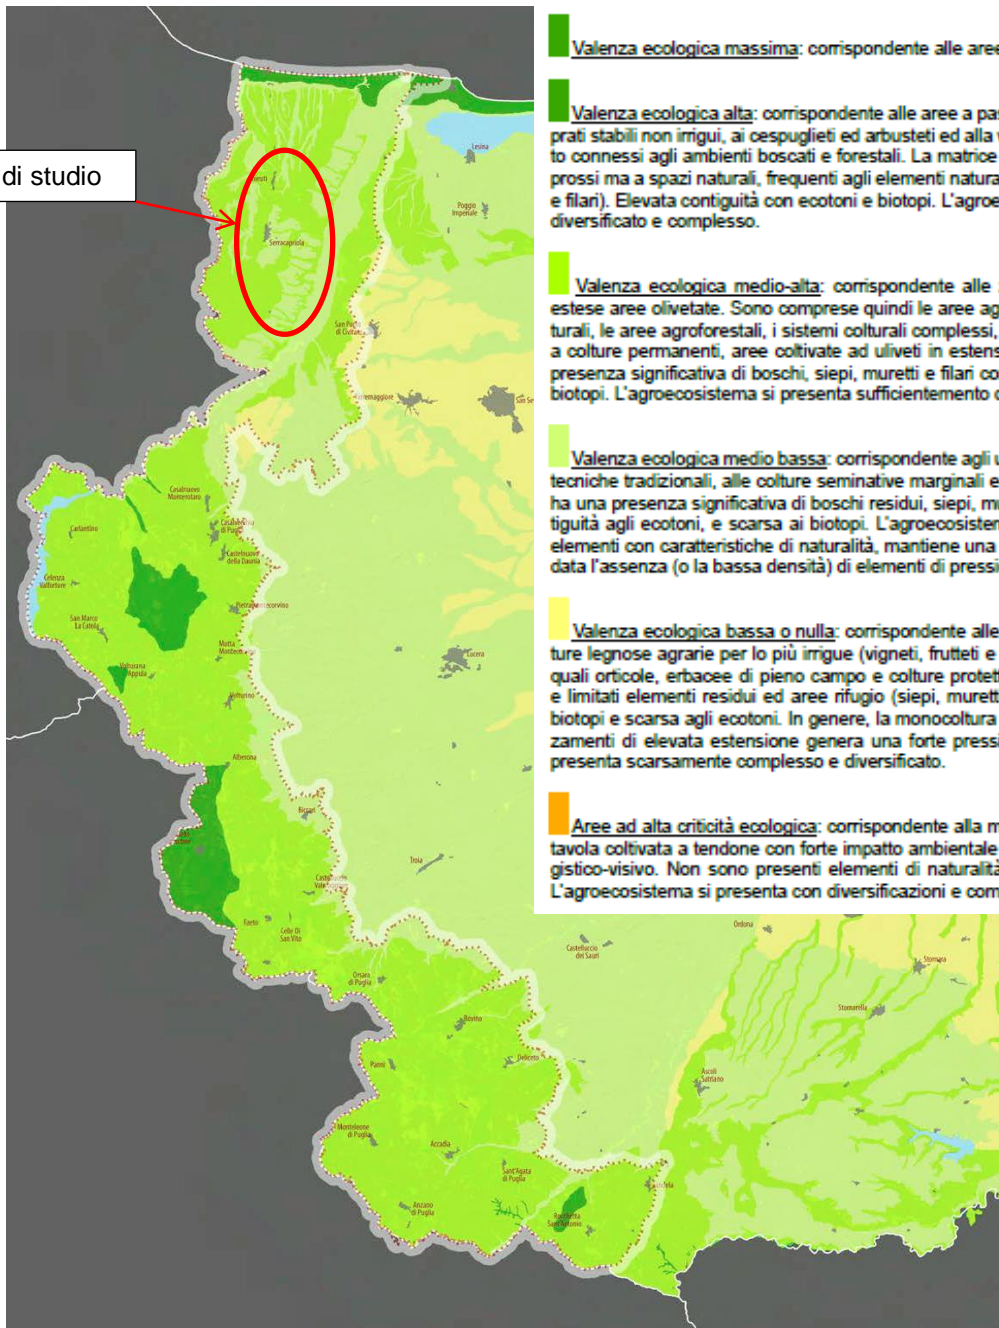 Valenza ecologica massima: corrispondente alle aree
Valenza ecologica alta: corrispondente alle aree a pas
prati stabili non irrigui, ai cespuglieti ed arbusteti ed alla
to connessi agli ambienti boscati e forestali. La matrice
prossi ma a spazi naturali, frequenti agli elementi natura
e filari). Elevata contiguità con ecotoni e biotopi. L'agroe
diversificato e complesso.
Valenza ecologica medio-alta: corrispondente alle
estese aree olivetate. Sono comprese quindi le aree ag
turali, le aree agroforestali, i sistemi colturali complessi,
a colture permanenti, aree coltivate ad uliveti in estens
presenza significativa di boschi, siepi, muretti e filari co
biotopi. L'agroecosistema si presenta sufficientemento
Valenza ecologica medio bassa: corrispondente agli u
tecniche tradizionali, alle colture seminative marginali e
ha una presenza significativa di boschi residui, siepi, mu
tiguità agli ecotoni, e scarsa ai biotopi. L'agroecosistem
elementi con caratteristiche di naturalità, mantiene una
data l'assenza (o la bassa densità) di elementi di pressio
Valenza ecologica bassa o nulla: corrispondente alle
ture legnose agrarie per lo più irrigue (vigneti, frutteti e
quali orticole, erbacee di pieno campo e colture protett
e limitati elementi residui ed aree rifugio (siepi, muretti
biotopi e scarsa agli ecotoni. In genere, la monocoltura
zamenti di elevata estensione genera una forte pressi
presenta scarsamente complesso e diversificato.
Aree ad alta criticità ecologica: corrispondente alla m
tavola coltivata a tendone con forte impatto ambientale
gistico-visivo. Non sono presenti elementi di naturalità
L'agroecosistema si presenta con diversificazioni e com
di studio
Lesina
Poggio
Imperiale
Serracapriola
San Paolo
di Civitate
Torremaggiore
San Se
Casalnuovo
Monterotaro
Carlantino
Casalvecchio
di Puglia
Castelnuovo
della Daunia
Celenza
Valfortore
Pietramontecorvino
San Marco
La Catola
Motta
Montecorvino
Lucera
Volturara
Appula
Volturino
Alberona
Biccari
Troia
Faeto
Celle Di
San Vito
Castelluccio
dei Sauri
Ordona
Orsara
di Puglia
Stornara
Bovino
Stornarella
Panni
Deliceto
Ascoli
Satriano
Monteleone
di Puglia
Accadia
Sant'Agata
di Puglia
Candela
Anzano
di Puglia
Rocchetta
Sant'Antonio